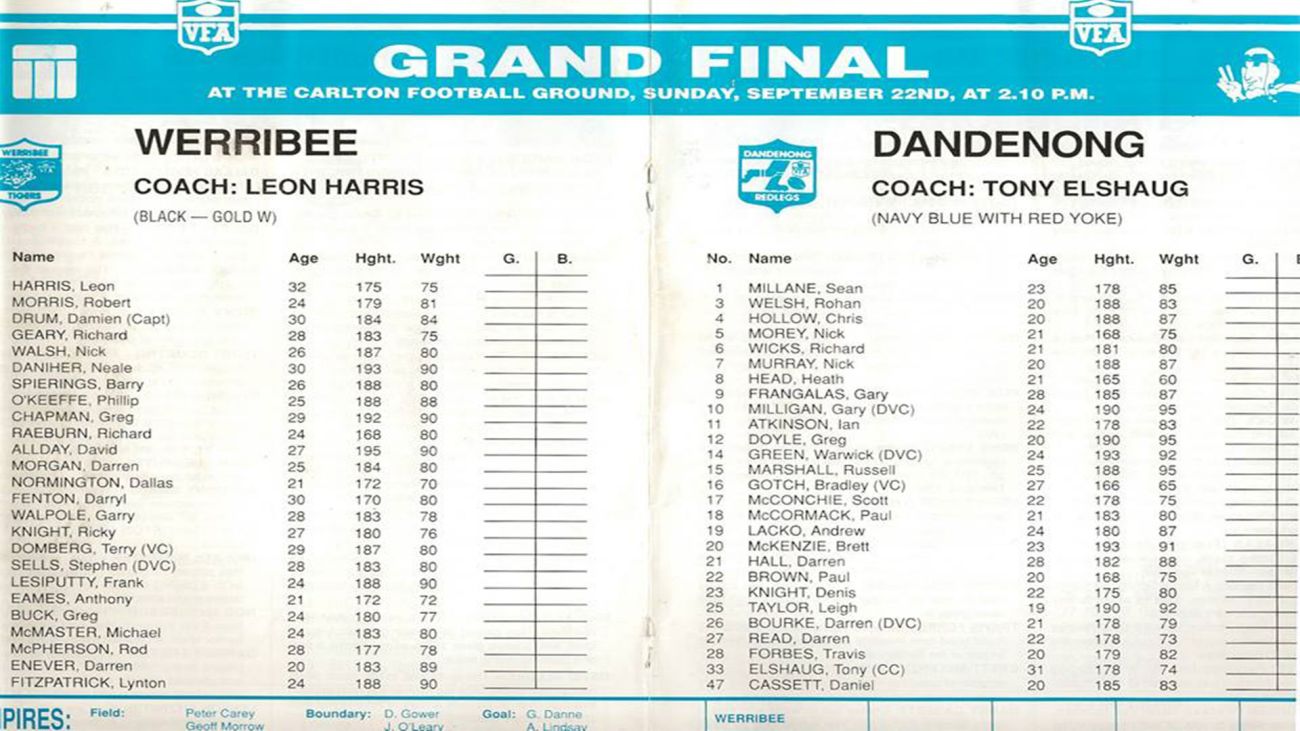 VFA
VFA
GRAND FINAL
AT THE CARLTON FOOTBALL GROUND, SUNDAY, SEPTEMBER 22ND, AT 2.10 P.M.
WERRIBEE
TIGERS
WERRIBEE
COACH: LEON HARRIS
(BLACK — GOLD W)
Name Age Hght. Wght G. B.
HARRIS, Leon 32 175 75
MORRIS, Robert 24 179 81
DRUM, Damien (Capt) 30 184 84
GEARY, Richard 28 183 75
WALSH, Nick 26 187 80
DANIHER, Neale 30 193 90
SPIERINGS, Barry 26 188 80
O'KEEFFE, Phillip 25 188 88
CHAPMAN, Greg 29 192 90
RAEBURN, Richard 24 168 80
ALLDAY, David 27 195 90
MORGAN, Darren 25 184 80
NORMINGTON, Dallas 21 172 70
FENTON, Darryl 30 170 80
WALPOLE, Garry 28 183 78
KNIGHT, Ricky 27 180 76
DOMBERG, Terry (VC) 29 187 80
SELLS, Stephen (DVC) 28 183 80
LESIPUTTY, Frank 24 188 90
EAMES, Anthony 21 172 72
BUCK, Greg 24 180 77
McMASTER, Michael 24 183 80
McPHERSON, Rod 28 177 78
ENEVER, Darren 20 183 89
FITZPATRICK, Lynton 24 188 90
DANDENONG
REDLEGS
DANDENONG
COACH: TONY ELSHAUG
(NAVY BLUE WITH RED YOKE)
No. Name Age Hght. Wght G.
1 MILLANE, Sean 23 178 85
3 WELSH, Rohan 20 188 83
4 HOLLOW, Chris 20 188 87
5 MOREY, Nick 21 168 75
6 WICKS, Richard 21 181 80
7 MURRAY, Nick 20 188 87
8 HEAD, Heath 21 165 60
9 FRANGALAS, Gary 28 185 87
10 MILLIGAN, Gary (DVC) 24 190 95
11 ATKINSON, Ian 22 178 83
12 DOYLE, Greg 20 190 95
14 GREEN, Warwick (DVC) 24 193 92
15 MARSHALL, Russell 25 188 95
16 GOTCH, Bradley (VC) 27 166 65
17 McCONCHIE, Scott 22 178 75
18 McCORMACK, Paul 21 183 80
19 LACKO, Andrew 24 180 87
20 McKENZIE, Brett 23 193 91
21 HALL, Darren 28 182 88
22 BROWN, Paul 20 168 75
23 KNIGHT, Denis 22 175 80
25 TAYLOR, Leigh 19 190 92
26 BOURKE, Darren (DVC) 21 178 79
27 READ, Darren 22 178 73
28 FORBES, Travis 20 179 82
33 ELSHAUG, Tony (CC) 31 178 74
47 CASSETT, Daniel 20 185 83
PIRES: Field: Peter Carey Boundary: D. Gower Goal: G. Danne
Geoff Morrow J. O'Leary A. Lindsay
WERRIBEE